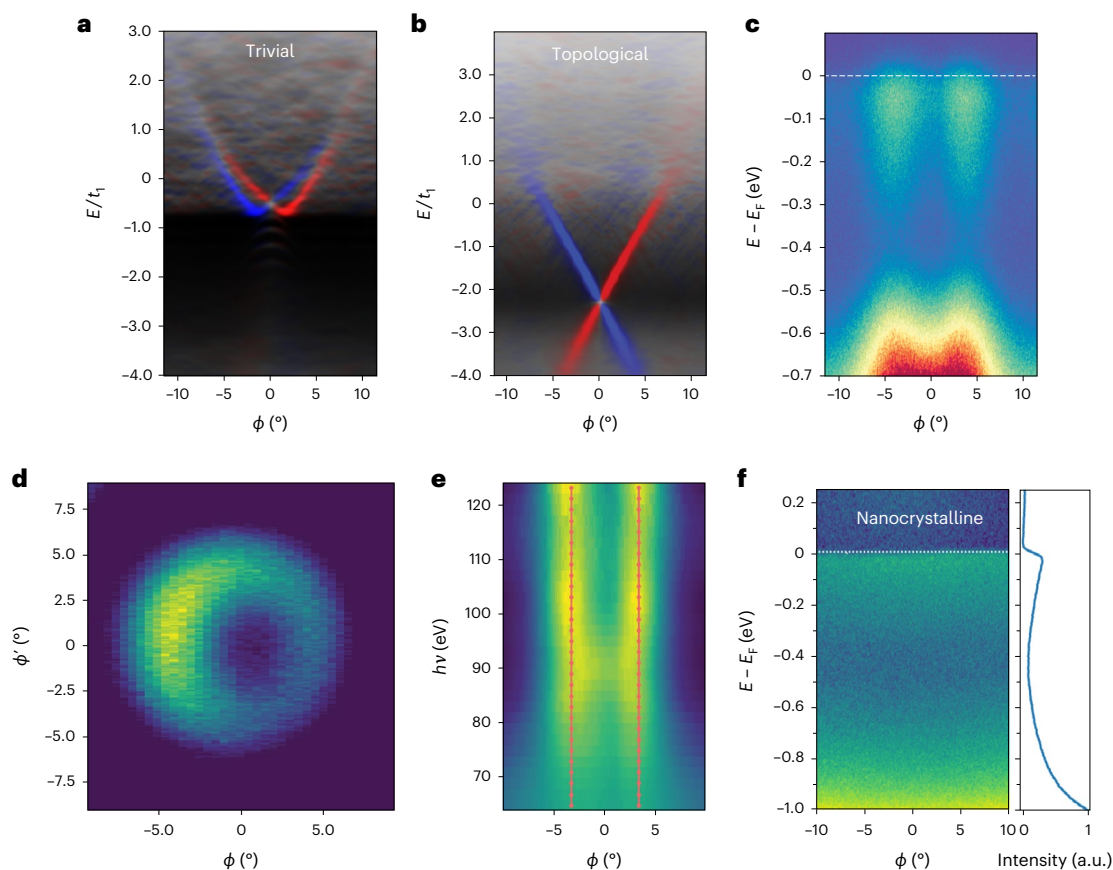 a
Trivial
3.0
2.0
1.0
0
–1.0
–2.0
–3.0
–4.0
E/t1
–10 –5 0 5 10
ϕ (°)
b
Topological
3.0
2.0
1.0
0
–1.0
–2.0
–3.0
–4.0
E/t1
–10 –5 0 5 10
ϕ (°)
c
0
–0.1
–0.2
–0.3
–0.4
–0.5
–0.6
–0.7
E – EF (eV)
–10 –5 0 5 10
ϕ (°)
d
7.5
5.0
2.5
0
–2.5
–5.0
–7.5
ϕ′ (°)
–5.0 0 5.0
ϕ (°)
e
120
110
100
90
80
70
hν (eV)
–5 0 5
ϕ (°)
f
Nanocrystalline
0.2
0
–0.2
–0.4
–0.6
–0.8
–1.0
E – EF (eV)
–10 –5 0 5 10
ϕ (°)
0 1
Intensity (a.u.)